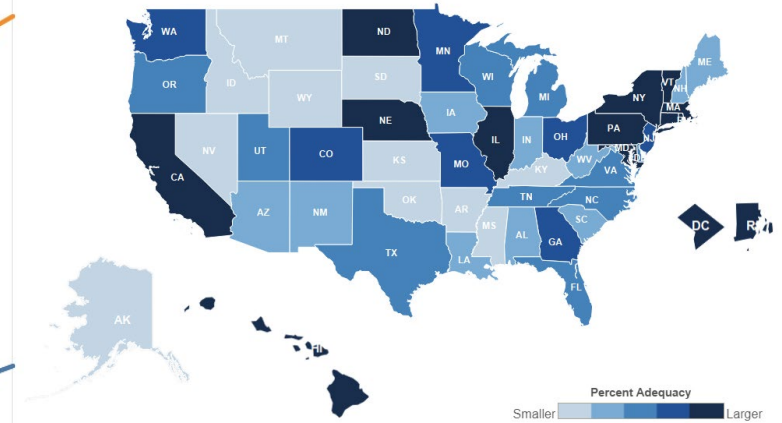 WA
MT
ND
MN
ME
OR
ID
SD
WI
VT
NH
WY
MI
NY
MA
IA
NE
PA
NV
IL
IN
OH
NJ
UT
CO
MD
CA
KS
MO
WV
KY
VA
TN
NC
OK
AZ
NM
AR
SC
DC
MS
AL
GA
TX
LA
FL
AK
HI
Percent Adequacy
Smaller
Larger